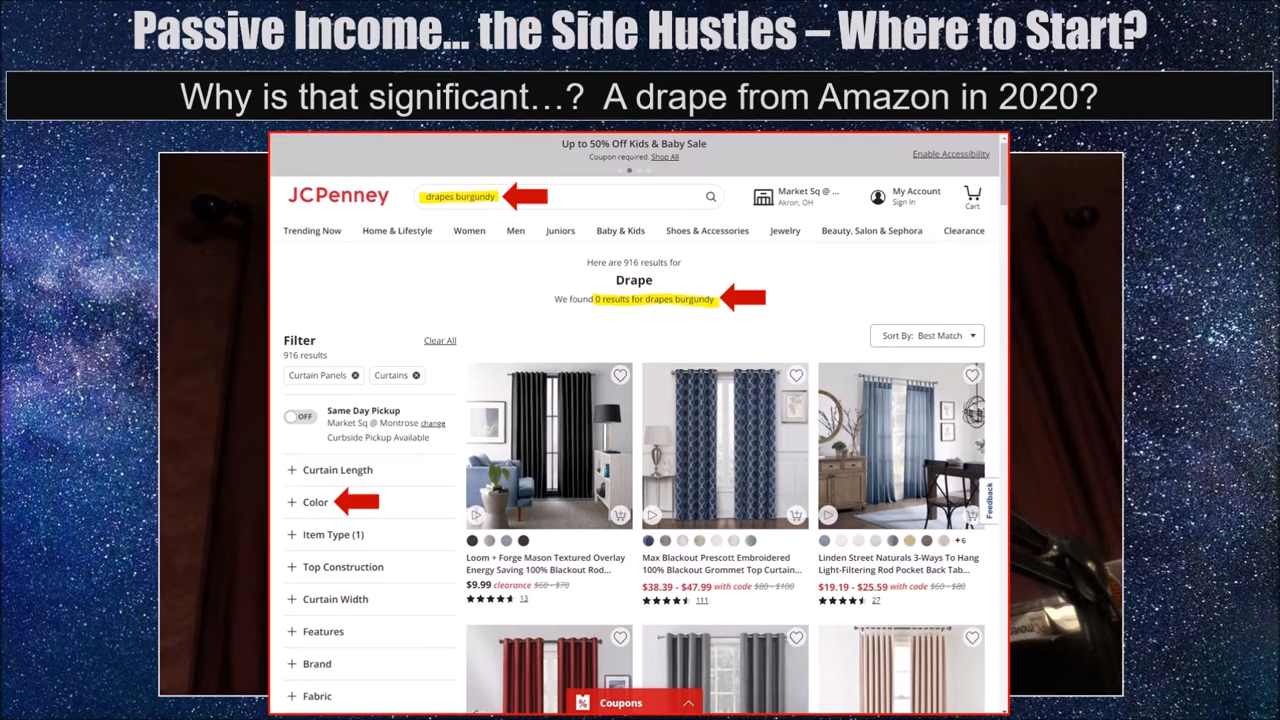 Passive Income... the Side Hustles – Where to Start?
Why is that significant...? A drape from Amazon in 2020?
Up to 50% Off Kids & Baby Sale
Coupon required. Shop All
Enable Accessibility
JCPenney
drapes burgundy
Market Sq @ ...
Akron, OH
My Account
Sign In
Cart
Trending Now Home & Lifestyle Women Men Juniors Baby & Kids Shoes & Accessories Jewelry Beauty, Salon & Sephora Clearance
Here are 916 results for
Drape
We found 0 results for drapes burgundy
Filter
Clear All
916 results
Curtain Panels Curtains
Sort By: Best Match
OFF
Same Day Pickup
Market Sq @ Montrose change
Curbside Pickup Available
+ Curtain Length
+ Color
+ Item Type (1)
+ Top Construction
+ Curtain Width
+ Features
+ Brand
+ Fabric
Loom + Forge Mason Textured Overlay
Energy Saving 100% Blackout Rod...
$9.99 clearance $60 - $70
13
Max Blackout Prescott Embroidered
100% Blackout Grommet Top Curtain...
$38.39 - $47.99 with code $80 - $100
111
+6
Linden Street Naturals 3-Ways To Hang
Light-Filtering Rod Pocket Back Tab...
$19.19 - $25.59 with code $60 - $80
27
Feedback
% Coupons